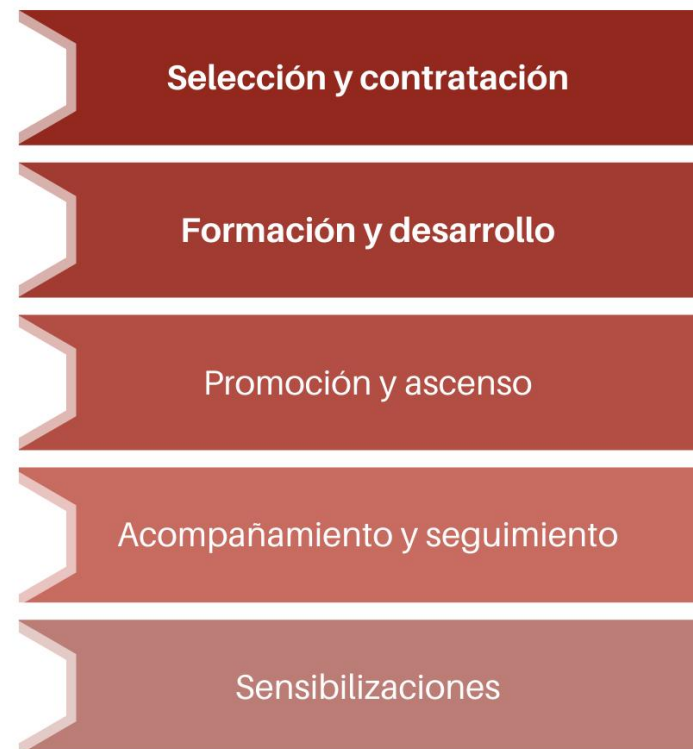 Selección y contratación
Formación y desarrollo
Promoción y ascenso
Acompañamiento y seguimiento
Sensibilizaciones